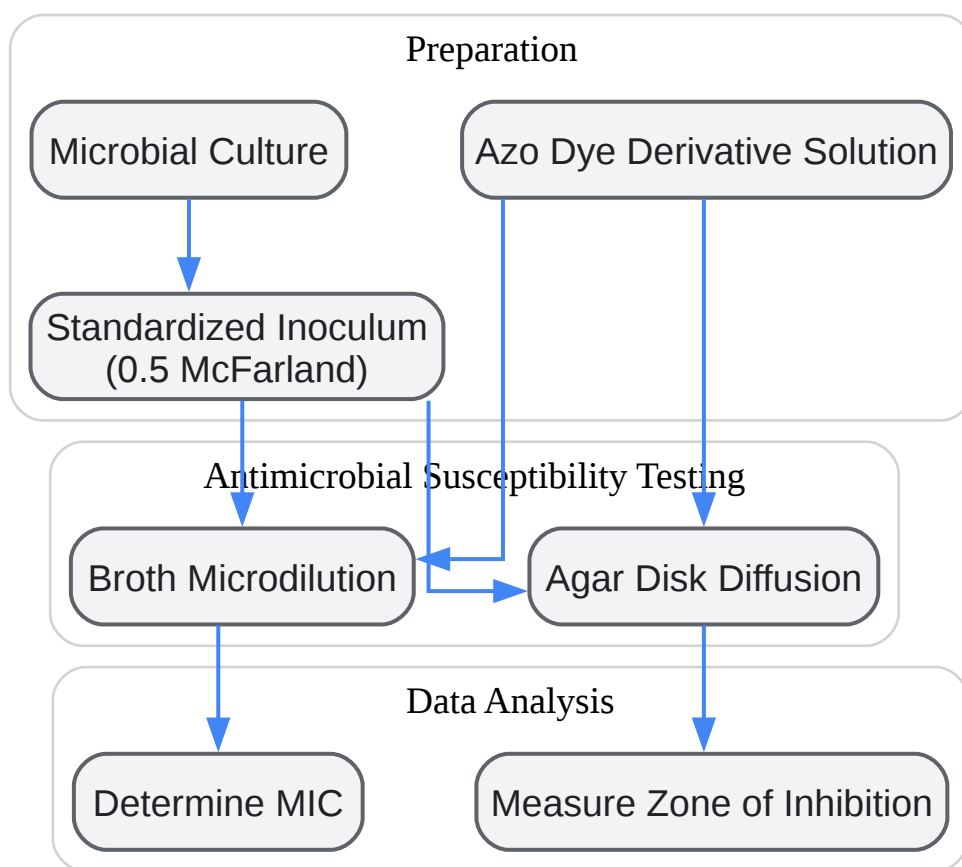 Preparation
Microbial Culture
Azo Dye Derivative Solution
Standardized Inoculum
(0.5 McFarland)
Antimicrobial Susceptibility Testing
Broth Microdilution
Agar Disk Diffusion
Data Analysis
Determine MIC
Measure Zone of Inhibition